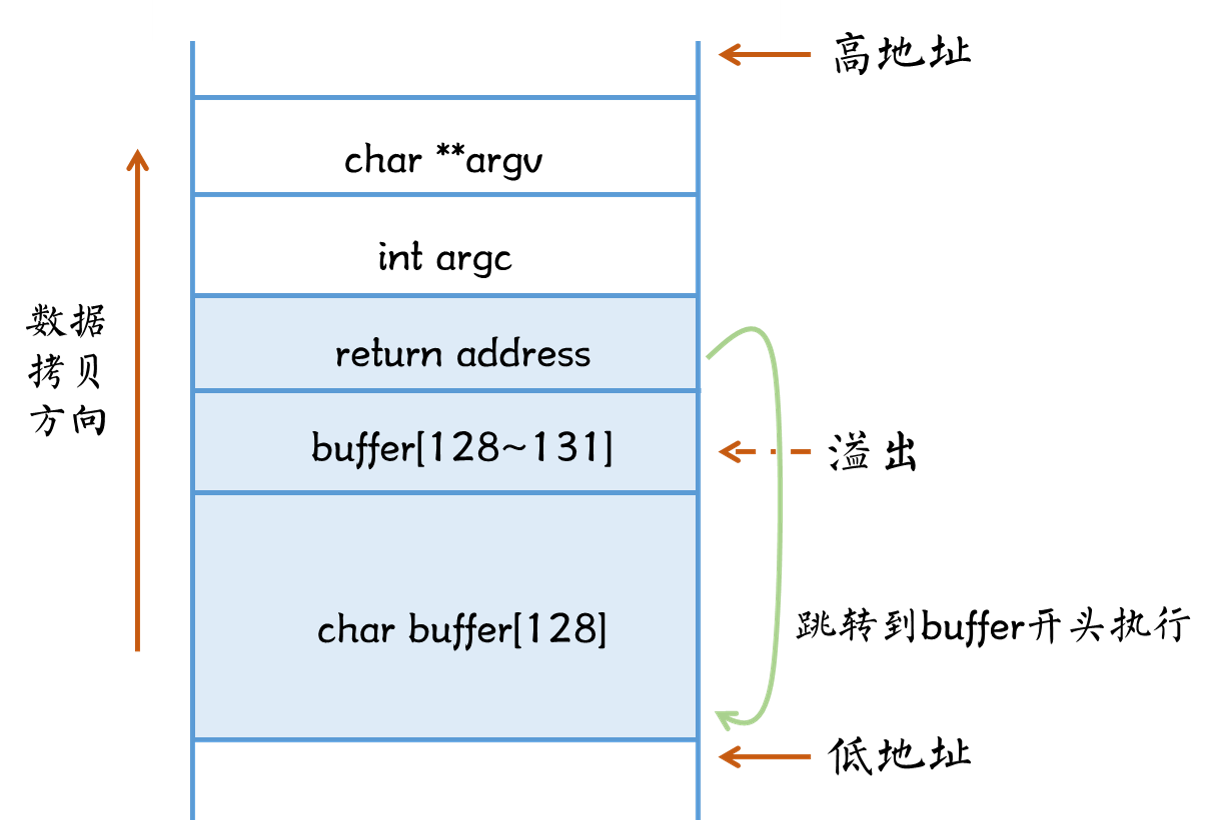 高地址
char **argv
int argc
数据
拷贝
方向
return address
buffer[128~131]
溢出
char buffer[128]
跳转到buffer开头执行
低地址